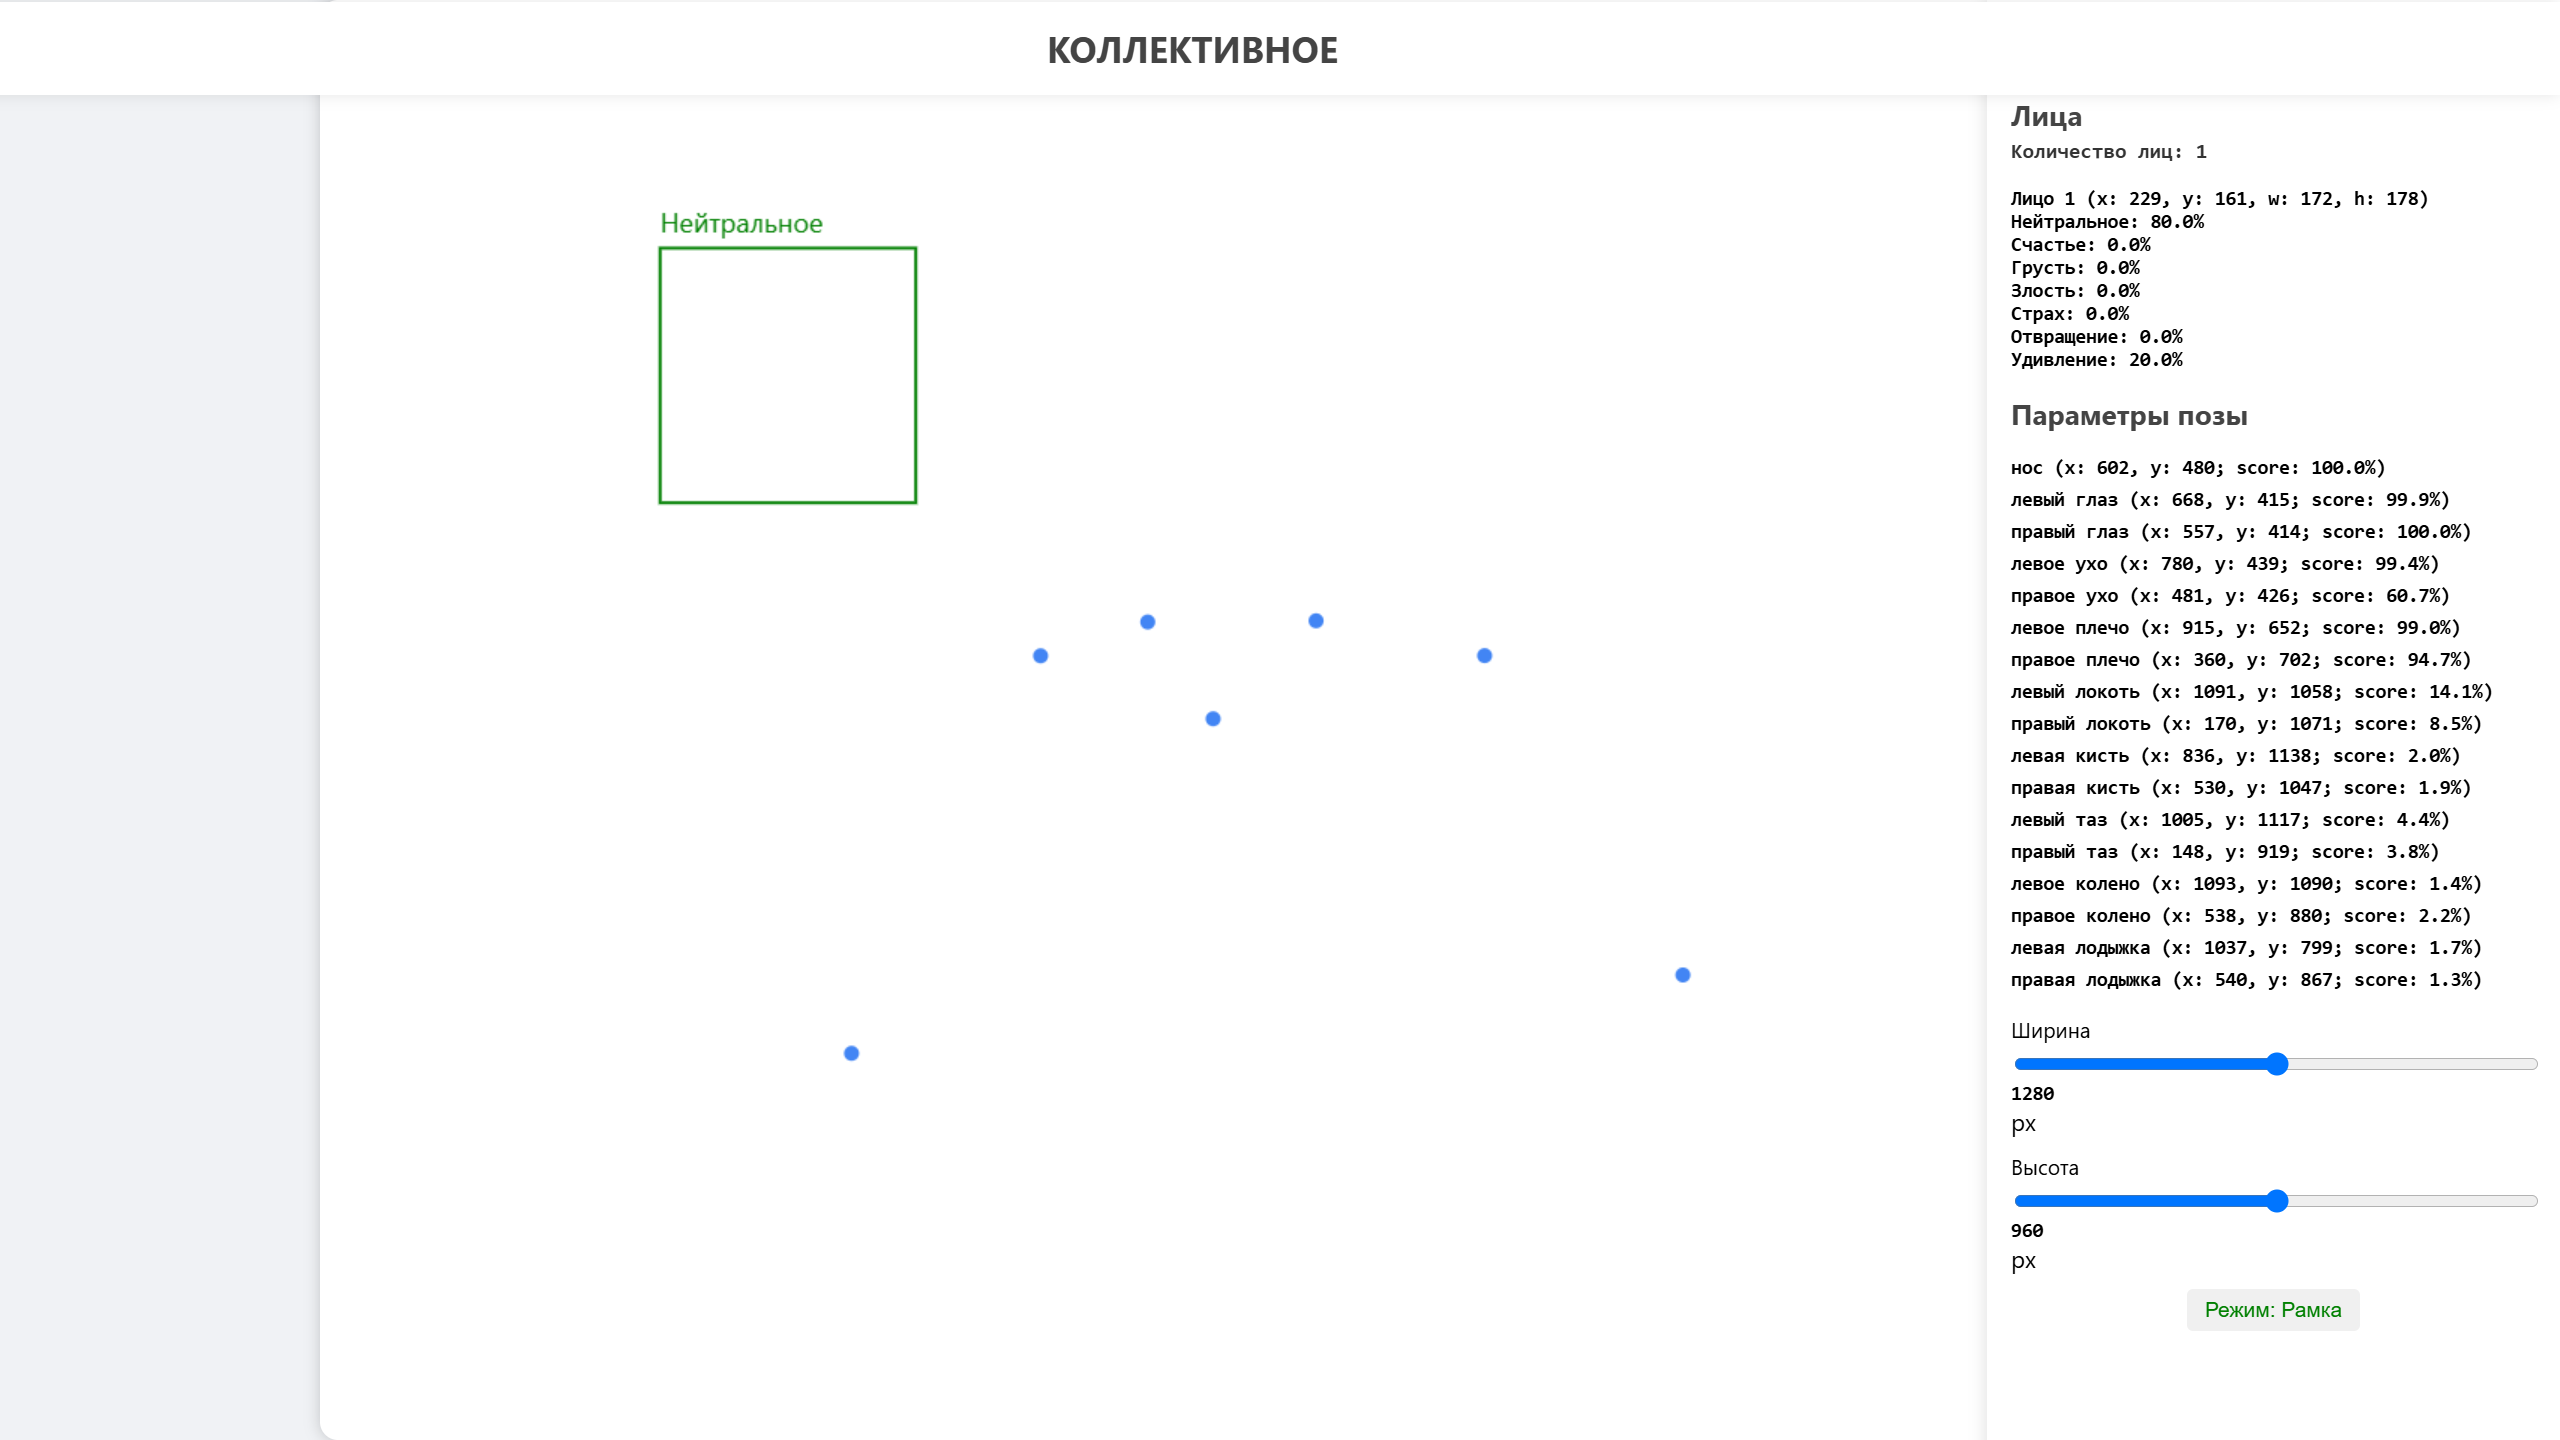 КОЛЛЕКТИВНОЕ
Нейтральное
Лица
Количество лиц: 1
Лицо 1 (x: 229, y: 161, w: 172, h: 178)
Нейтральное: 80.0%
Счастье: 0.0%
Грусть: 0.0%
Злость: 0.0%
Страх: 0.0%
Отвращение: 0.0%
Удивление: 20.0%
Параметры позы
нос (x: 602, y: 480; score: 100.0%)
левый глаз (x: 668, y: 415; score: 99.9%)
правый глаз (x: 557, y: 414; score: 100.0%)
левое ухо (x: 780, y: 439; score: 99.4%)
правое ухо (x: 481, y: 426; score: 60.7%)
левое плечо (x: 915, y: 652; score: 99.0%)
правое плечо (x: 360, y: 702; score: 94.7%)
левый локоть (x: 1091, y: 1058; score: 14.1%)
правый локоть (x: 170, y: 1071; score: 8.5%)
левая кисть (x: 836, y: 1138; score: 2.0%)
правая кисть (x: 530, y: 1047; score: 1.9%)
левый таз (x: 1005, y: 1117; score: 4.4%)
правый таз (x: 148, y: 919; score: 3.8%)
левое колено (x: 1093, y: 1090; score: 1.4%)
правое колено (x: 538, y: 880; score: 2.2%)
левая лодыжка (x: 1037, y: 799; score: 1.7%)
правая лодыжка (x: 540, y: 867; score: 1.3%)
Ширина
1280
px
Высота
960
px
Режим: Рамка